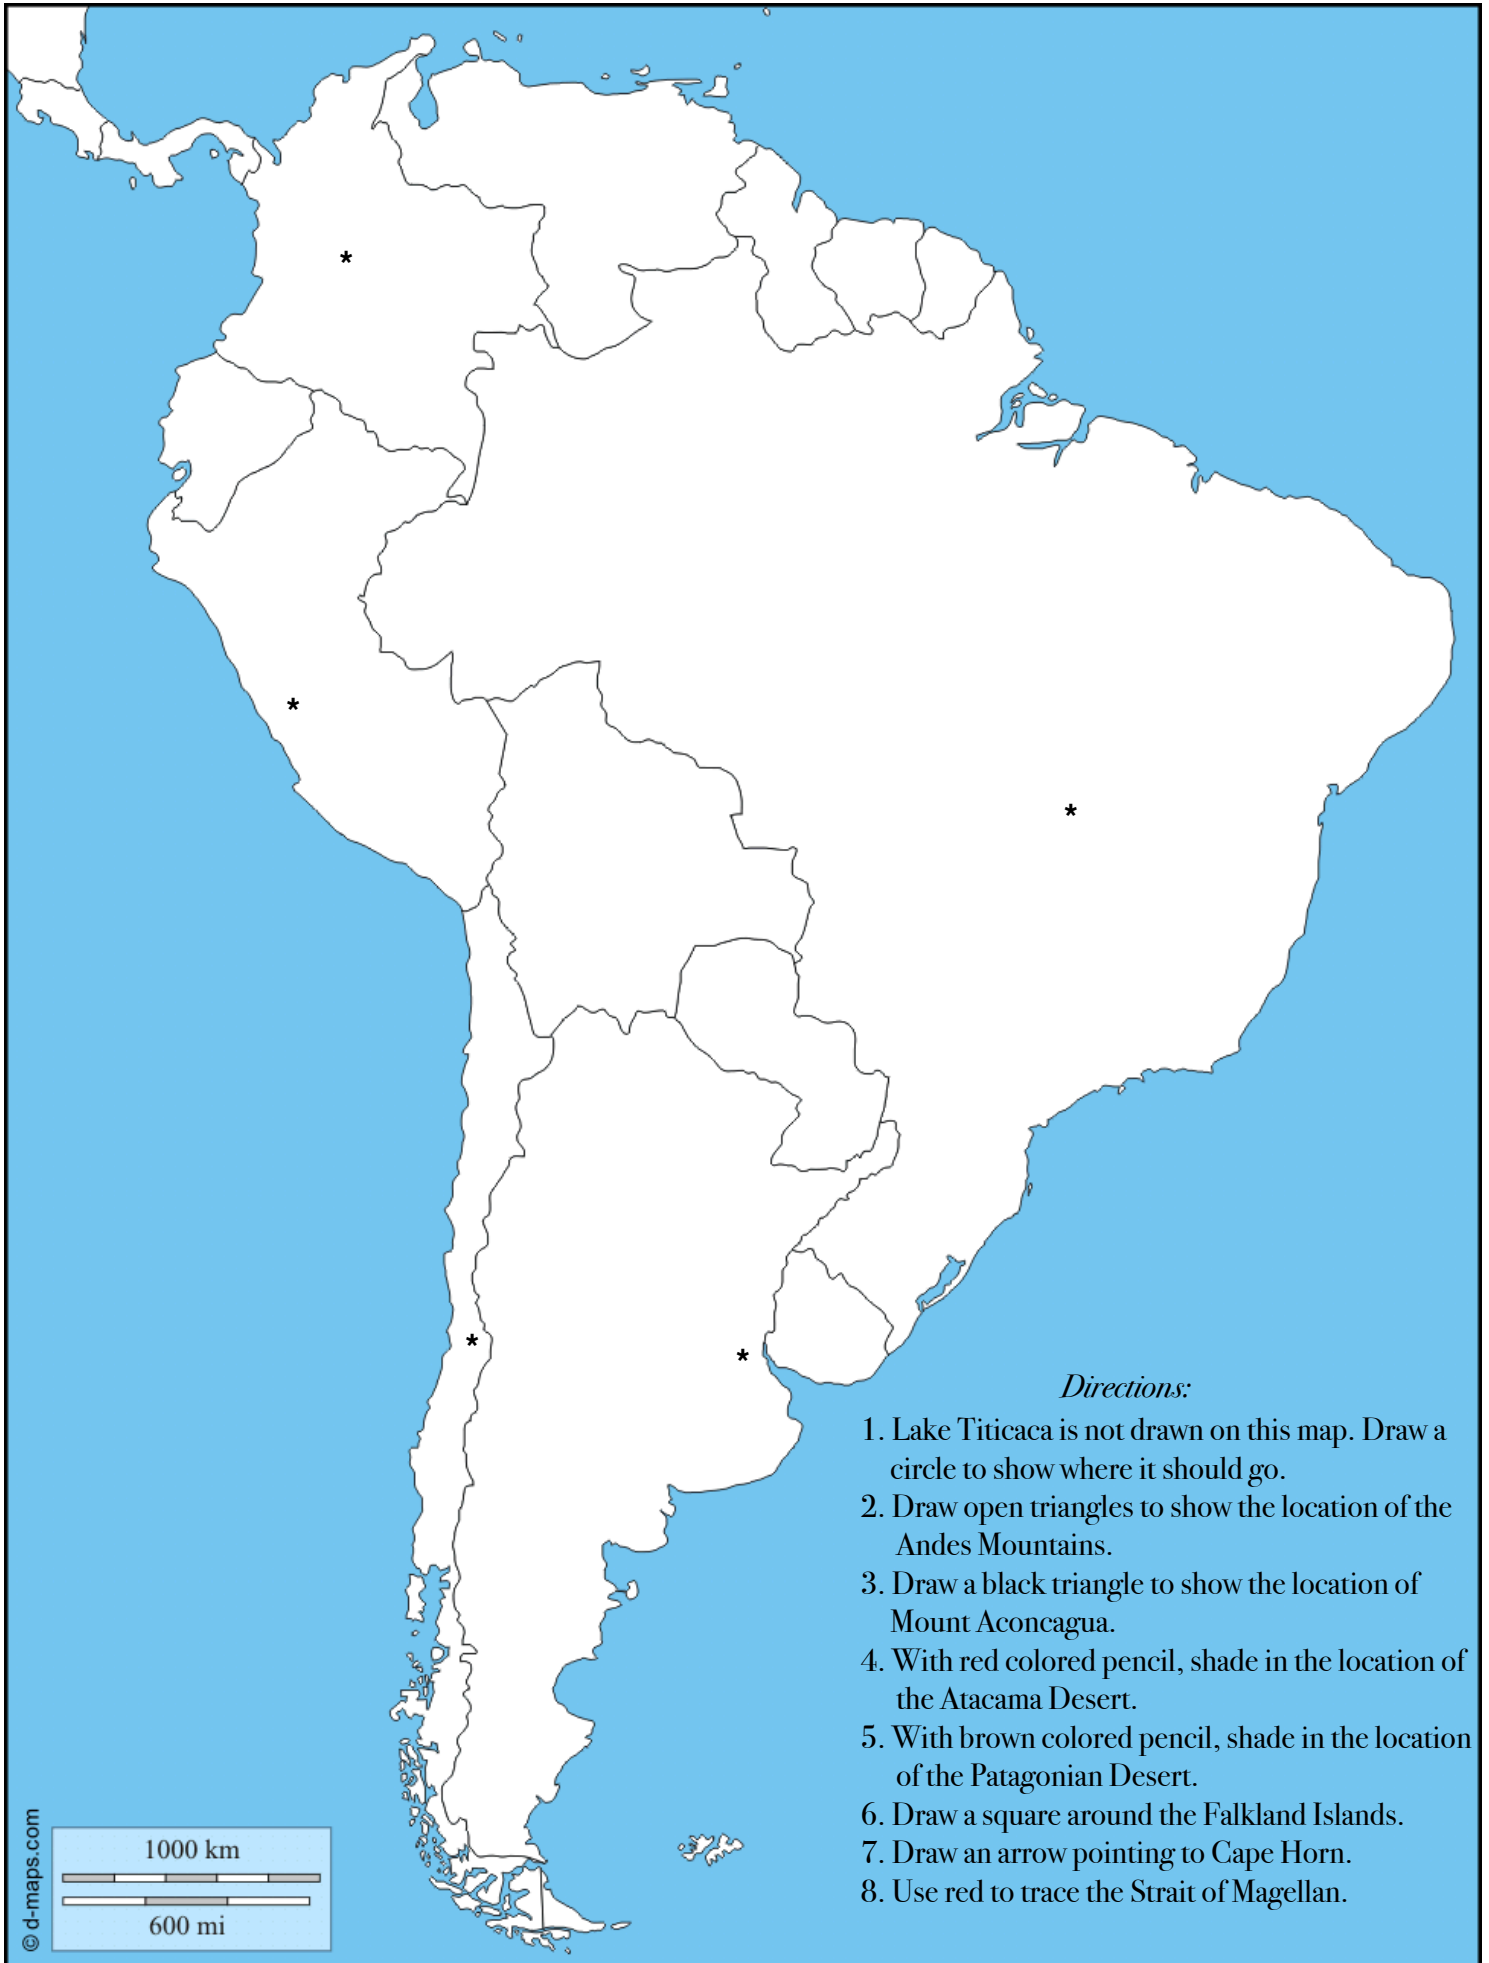 *
*
*
*
*
Directions:
1. Lake Titicaca is not drawn on this map. Draw a
circle to show where it should go.
2. Draw open triangles to show the location of the
Andes Mountains.
3. Draw a black triangle to show the location of
Mount Aconcagua.
4. With red colored pencil, shade in the location of
the Atacama Desert.
5. With brown colored pencil, shade in the location
of the Patagonian Desert.
6. Draw a square around the Falkland Islands.
7. Draw an arrow pointing to Cape Horn.
8. Use red to trace the Strait of Magellan.
1000 km
600 mi
© d-maps.com